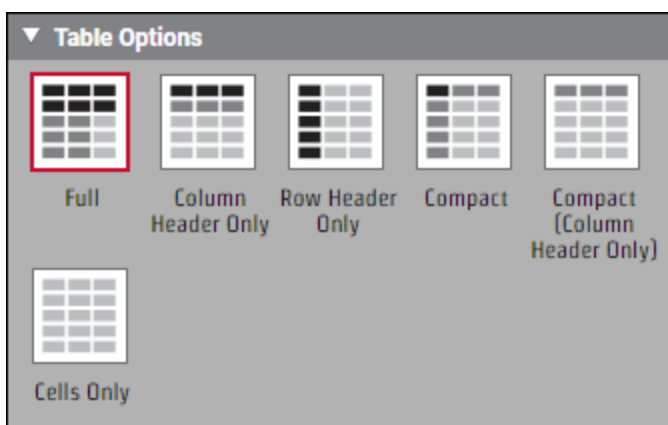 Table Options
Full
Column
Header Only
Row Header
Only
Compact
Compact
(Column
Header Only)
Cells Only